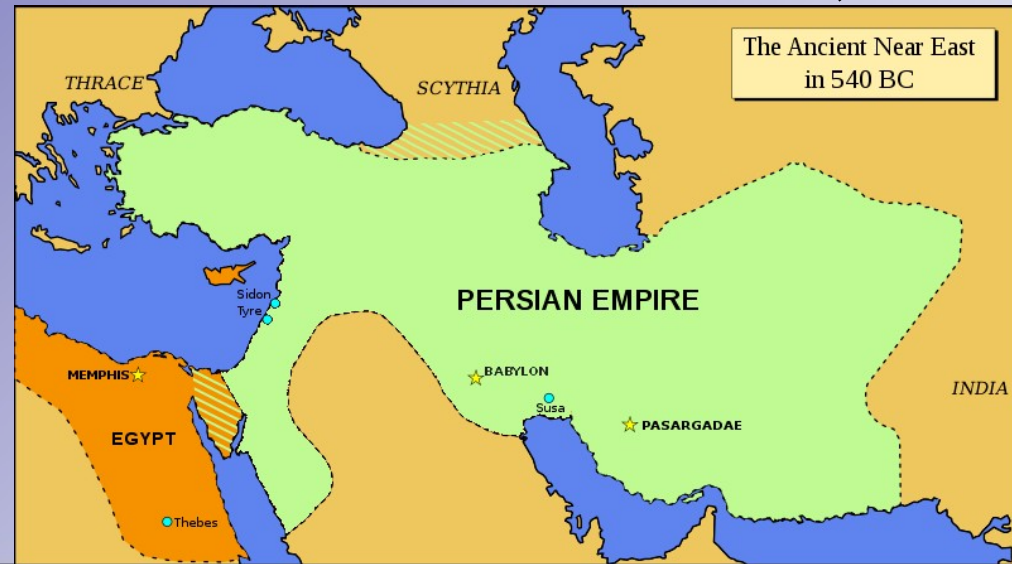 The Ancient Near East
in 540 BC
THRACE
SCYTHIA
Sidon
Tyre
PERSIAN EMPIRE
MEMPHIS
BABYLON
INDIA
Susa
PASARGADAE
EGYPT
Thebes